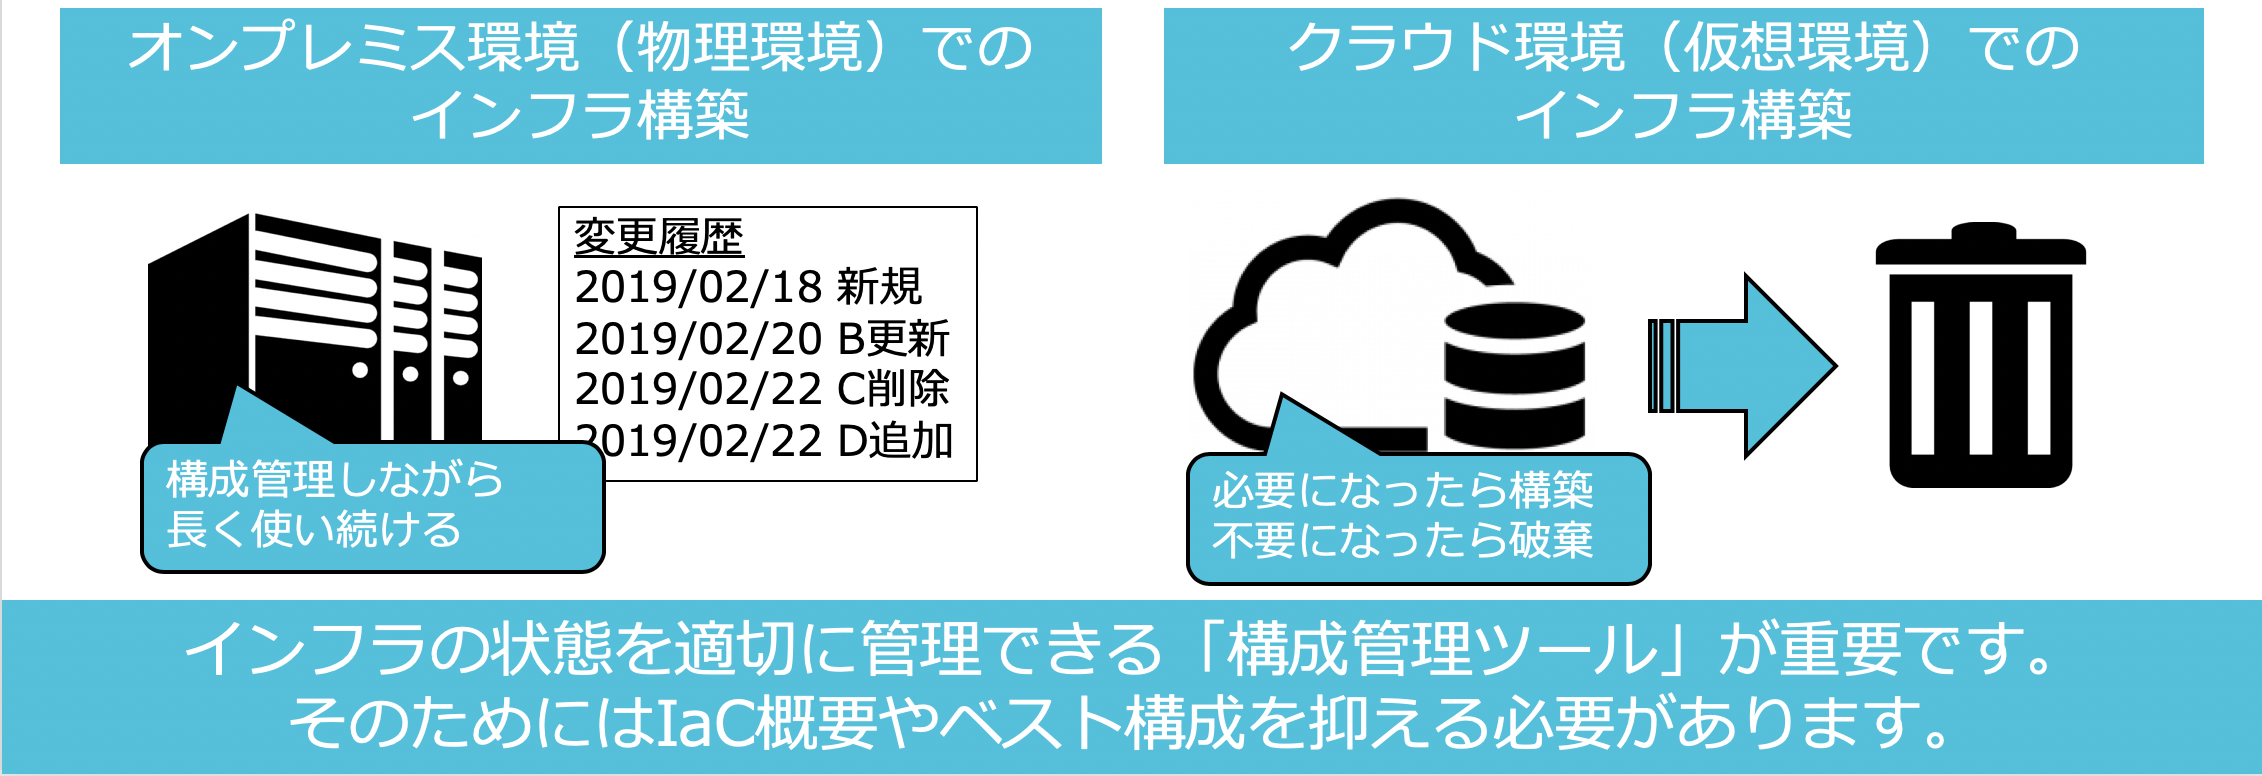 オンプレミス環境（物理環境）での
インフラ構築
変更履歴
2019/02/18 新規
2019/02/20 B更新
2019/02/22 C削除
2019/02/22 D追加
構成管理しながら
長く使い続ける
クラウド環境（仮想環境）での
インフラ構築
必要になったら構築
不要になったら破棄
インフラの状態を適切に管理できる「構成管理ツール」が重要です。
そのためにはIaC概要やベスト構成を抑える必要があります。